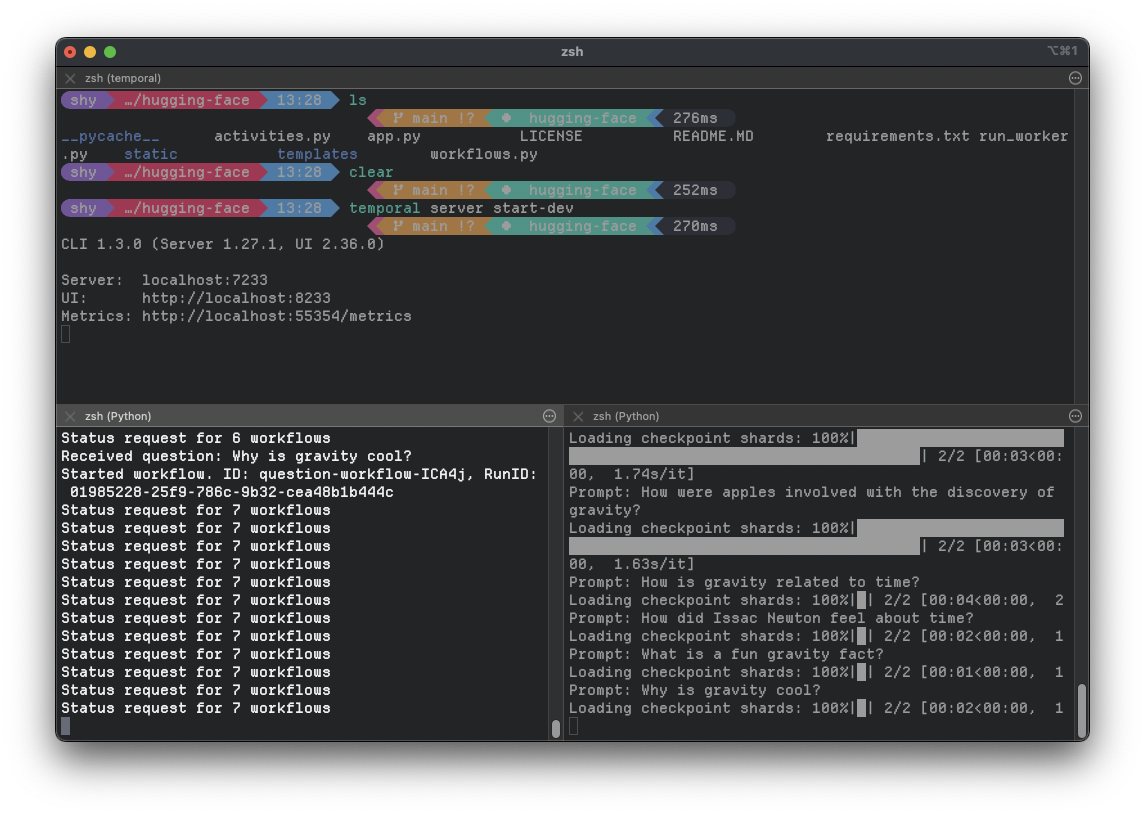 zsh
⌥⌘1
zsh (temporal)
shy …/hugging-face 13:28 ls
main !? hugging-face 276ms
__pycache__ activities.py app.py LICENSE README.MD requirements.txt run_worker
.py static templates workflows.py
shy …/hugging-face 13:28 clear
main !? hugging-face 252ms
shy …/hugging-face 13:28 temporal server start-dev
main !? hugging-face 270ms
CLI 1.3.0 (Server 1.27.1, UI 2.36.0)
Server: localhost:7233
UI: http://localhost:8233
Metrics: http://localhost:55354/metrics
zsh (Python)
Status request for 6 workflows
Received question: Why is gravity cool?
Started workflow. ID: question-workflow-ICA4j, RunID:
01985228-25f9-786c-9b32-cea48b1b444c
Status request for 7 workflows
Status request for 7 workflows
Status request for 7 workflows
Status request for 7 workflows
Status request for 7 workflows
Status request for 7 workflows
Status request for 7 workflows
Status request for 7 workflows
Status request for 7 workflows
Status request for 7 workflows
Status request for 7 workflows
Status request for 7 workflows
zsh (Python)
Loading checkpoint shards: 100%|
| 2/2 [00:03<00:
00, 1.74s/it]
Prompt: How were apples involved with the discovery of
gravity?
Loading checkpoint shards: 100%|
| 2/2 [00:03<00:
00, 1.63s/it]
Prompt: How is gravity related to time?
Loading checkpoint shards: 100%|█| 2/2 [00:04<00:00, 2
Prompt: How did Issac Newton feel about time?
Loading checkpoint shards: 100%|█| 2/2 [00:02<00:00, 1
Prompt: What is a fun gravity fact?
Loading checkpoint shards: 100%|█| 2/2 [00:01<00:00, 1
Prompt: Why is gravity cool?
Loading checkpoint shards: 100%|█| 2/2 [00:02<00:00, 1